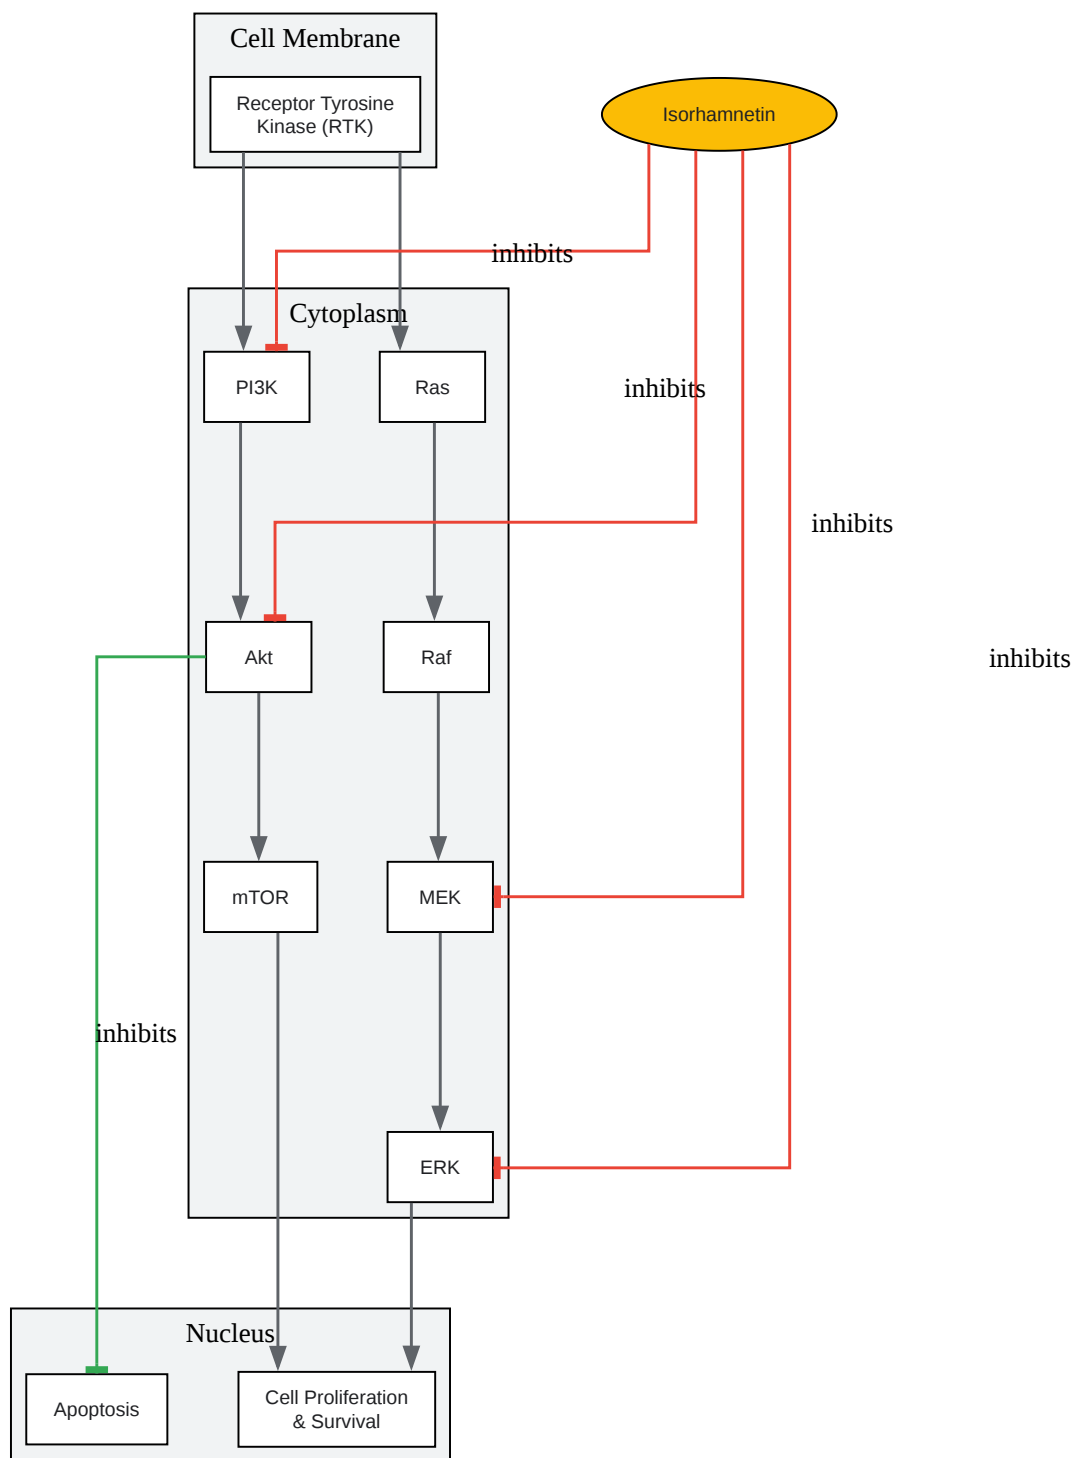 Cell Membrane
Receptor Tyrosine
Kinase (RTK)
Isorhamnetin
inhibits
Cytoplasm
PI3K
Ras
inhibits
inhibits
Akt
Raf
inhibits
mTOR
MEK
inhibits
ERK
Nucleus
Apoptosis
Cell Proliferation
& Survival